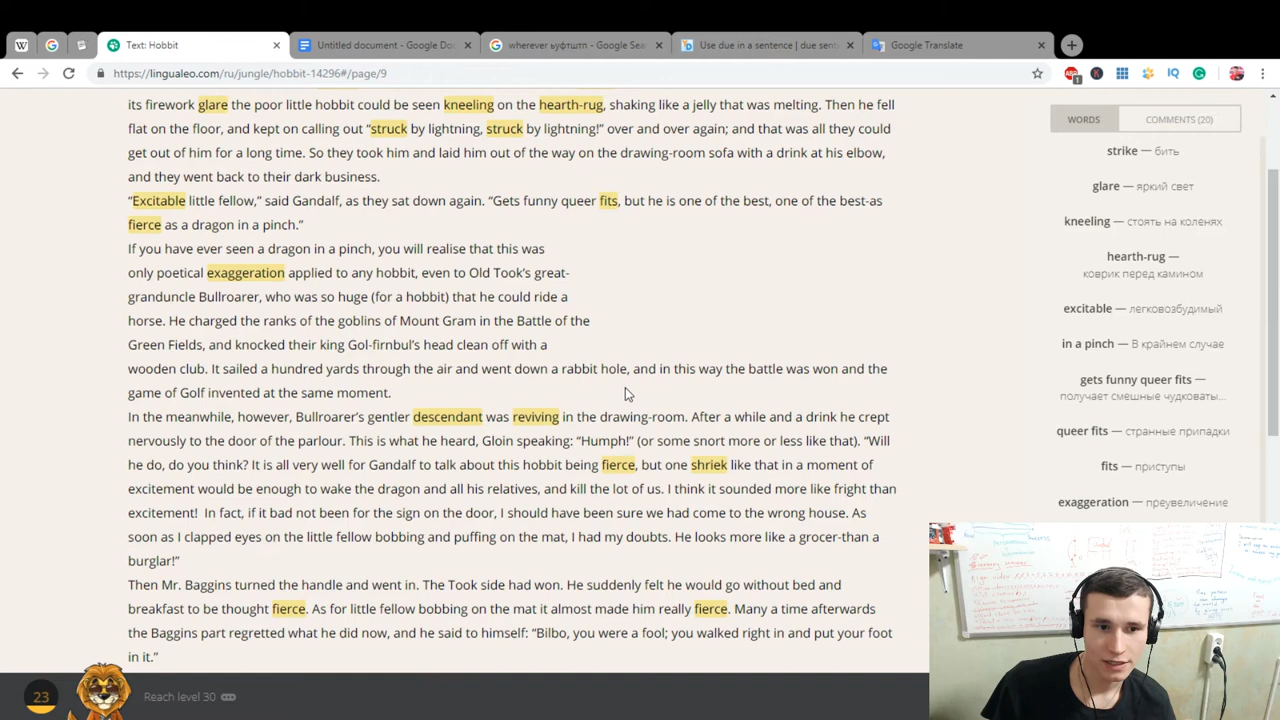 Text: Hobbit
Untitled document - Google Doc
wherever ьуфтштп - Google Sea
Use due in a sentence | due sent
Google Translate
https://lingualeo.com/ru/jungle/hobbit-14296#/page/9
its firework glare the poor little hobbit could be seen kneeling on the hearth-rug, shaking like a jelly that was melting. Then he fell
flat on the floor, and kept on calling out “struck by lightning, struck by lightning!” over and over again; and that was all they could
get out of him for a long time. So they took him and laid him out of the way on the drawing-room sofa with a drink at his elbow,
and they went back to their dark business.
“Excitable little fellow,” said Gandalf, as they sat down again. “Gets funny queer fits, but he is one of the best, one of the best-as
fierce as a dragon in a pinch.”
If you have ever seen a dragon in a pinch, you will realise that this was
only poetical exaggeration applied to any hobbit, even to Old Took’s great-
granduncle Bullroarer, who was so huge (for a hobbit) that he could ride a
horse. He charged the ranks of the goblins of Mount Gram in the Battle of the
Green Fields, and knocked their king Gol-firnbul’s head clean off with a
wooden club. It sailed a hundred yards through the air and went down a rabbit hole, and in this way the battle was won and the
game of Golf invented at the same moment.
In the meanwhile, however, Bullroarer’s gentler descendant was reviving in the drawing-room. After a while and a drink he crept
nervously to the door of the parlour. This is what he heard, Gloin speaking: “Humph!” (or some snort more or less like that). “Will
he do, do you think? It is all very well for Gandalf to talk about this hobbit being fierce, but one shriek like that in a moment of
excitement would be enough to wake the dragon and all his relatives, and kill the lot of us. I think it sounded more like fright than
excitement! In fact, if it bad not been for the sign on the door, I should have been sure we had come to the wrong house. As
soon as I clapped eyes on the little fellow bobbing and puffing on the mat, I had my doubts. He looks more like a grocer-than a
burglar!”
Then Mr. Baggins turned the handle and went in. The Took side had won. He suddenly felt he would go without bed and
breakfast to be thought fierce. As for little fellow bobbing on the mat it almost made him really fierce. Many a time afterwards
the Baggins part regretted what he did now, and he said to himself: “Bilbo, you were a fool; you walked right in and put your foot
in it.”
WORDS
COMMENTS (20)
strike — бить
glare — яркий свет
kneeling — стоять на коленях
hearth-rug —
коврик перед камином
excitable — легковозбудимый
in a pinch — В крайнем случае
gets funny queer fits —
получает смешные чудковаты...
queer fits — странные припадки
fits — приступы
exaggeration — преувеличение
23
Reach level 30